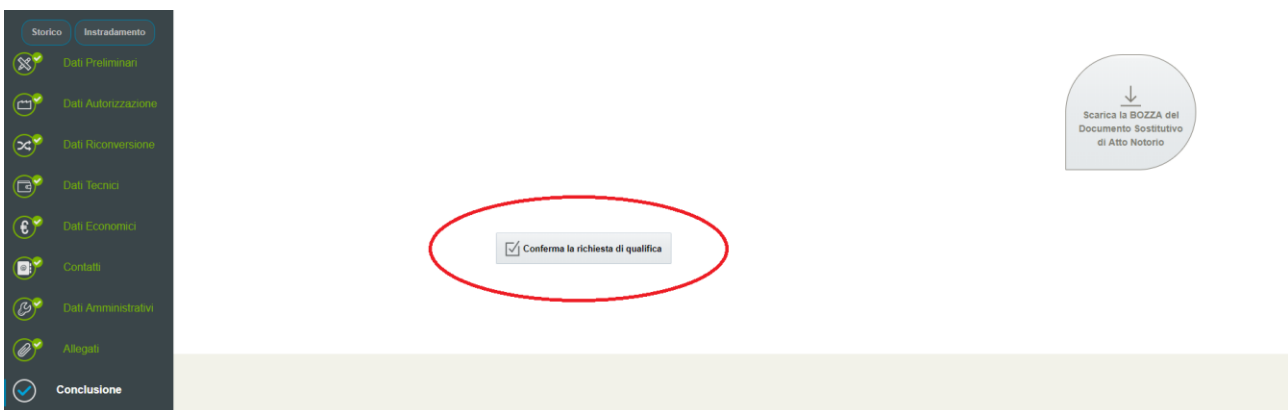 Storico
Instradamento
Dati Preliminari
Dati Autorizzazione
Dati Riconversione
Dati Tecnici
Dati Economici
Contatti
Dati Amministrativi
Allegati
Conclusione
Conferma la richiesta di qualifica
Scarica la BOZZA del
Documento Sostitutivo
di Atto Notorio